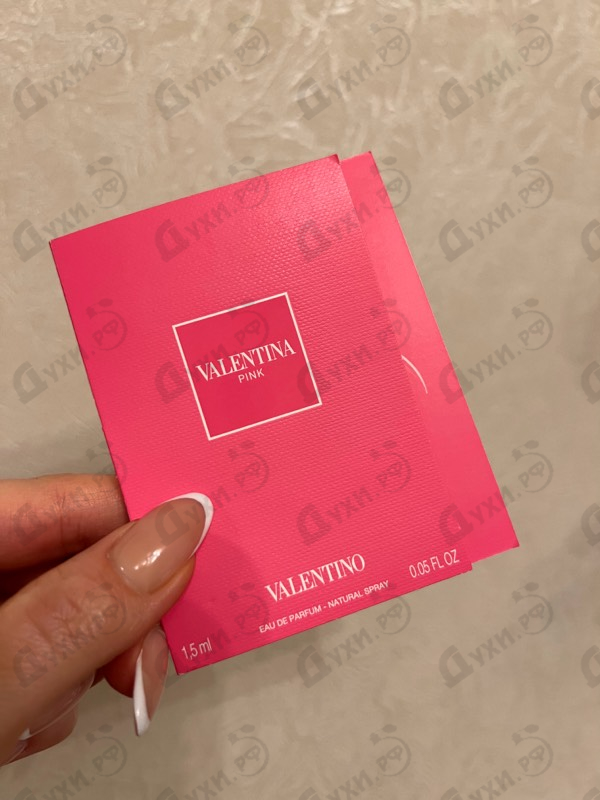 VALENTINA
PINK
VALENTINO
EAU DE PARFUM - NATURAL SPRAY
1,5 ml
0.05 FL OZ
Духи.РФ